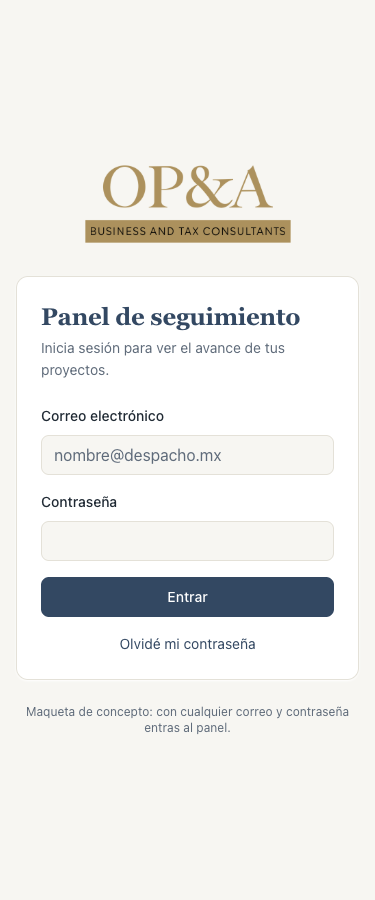 OP&A
BUSINESS AND TAX CONSULTANTS
Panel de seguimiento
Inicia sesión para ver el avance de tus
proyectos.
Correo electrónico
nombre@despacho.mx
Contraseña
Entrar
Olvidé mi contraseña
Maqueta de concepto: con cualquier correo y contraseña
entras al panel.